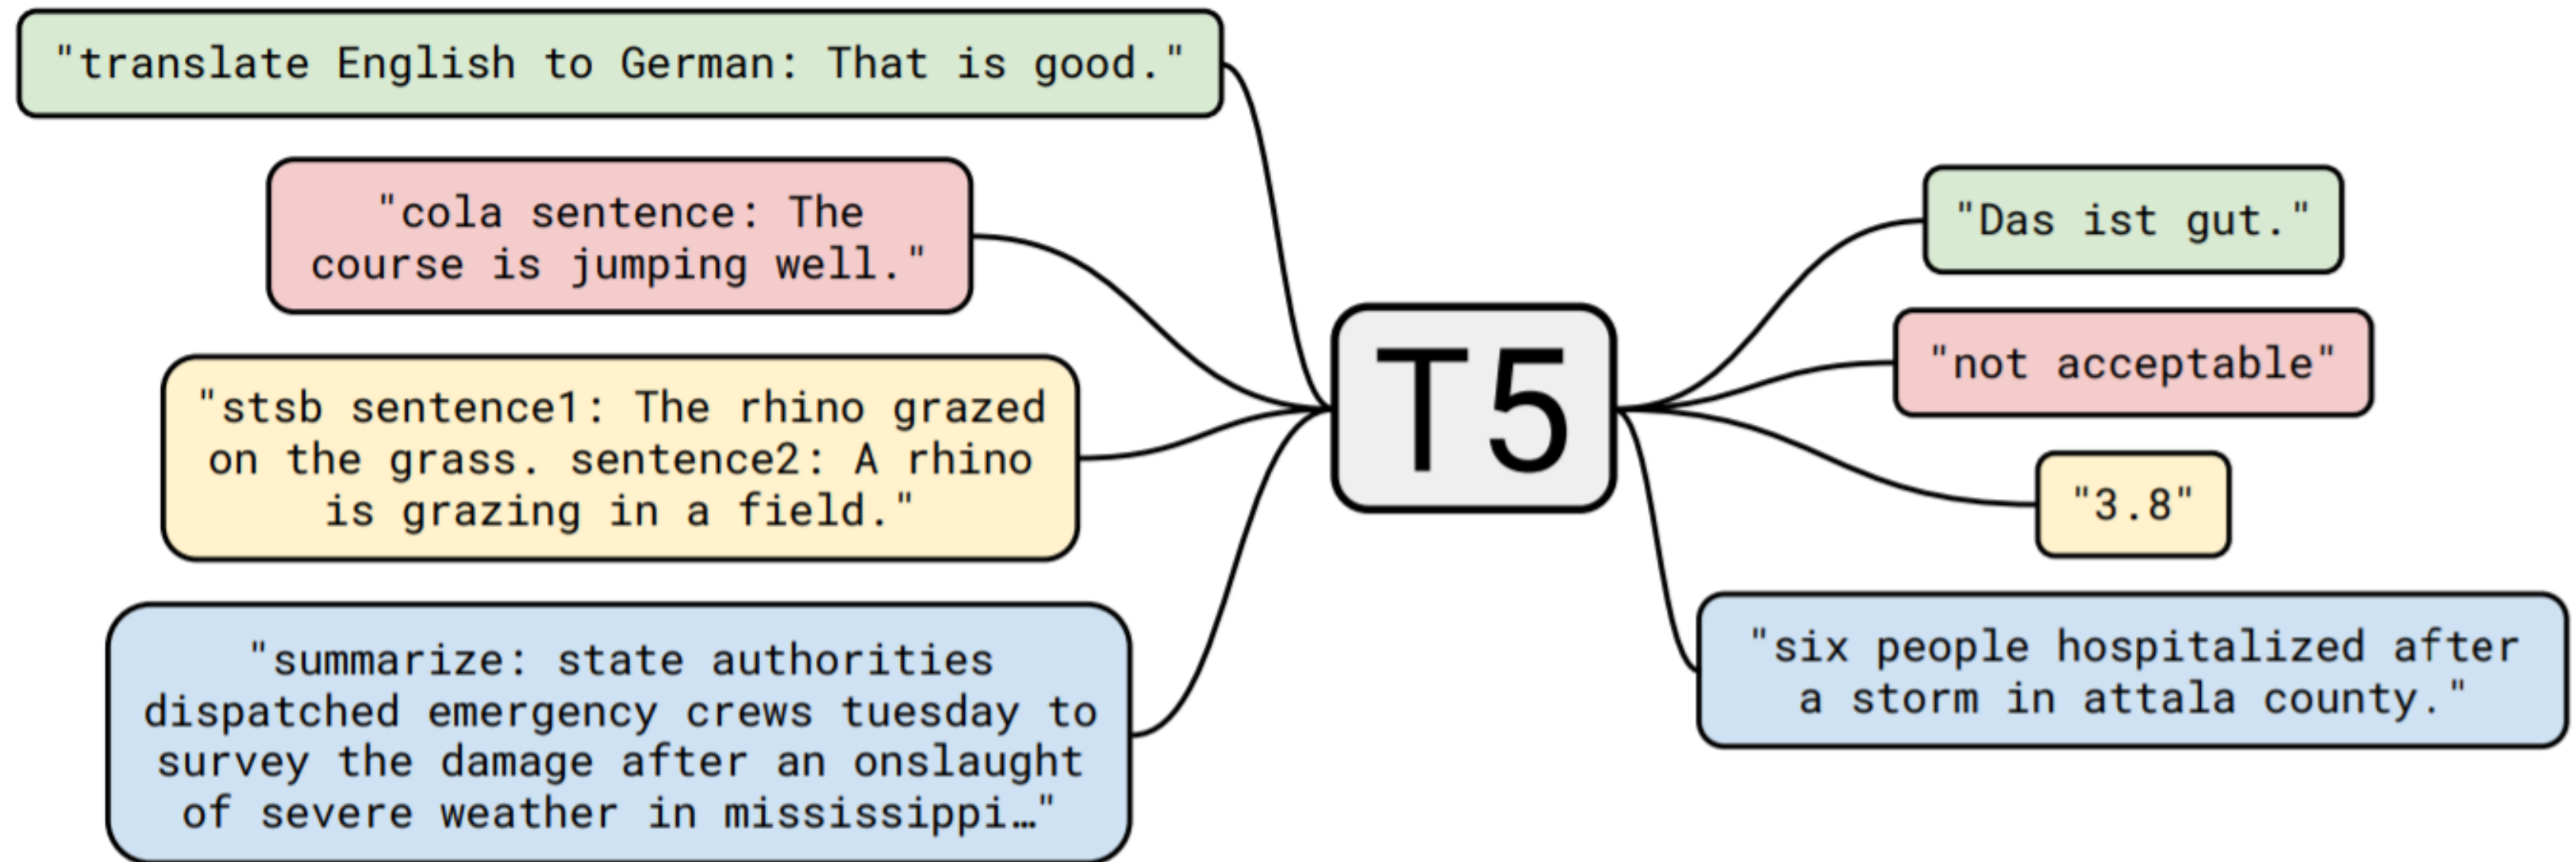 "translate English to German: That is good."
"cola sentence: The
course is jumping well."
"stsb sentence1: The rhino grazed
on the grass. sentence2: A rhino
is grazing in a field."
"summarize: state authorities
dispatched emergency crews tuesday to
survey the damage after an onslaught
of severe weather in mississippi…"
T5
"Das ist gut."
"not acceptable"
"3.8"
"six people hospitalized after
a storm in attala county."